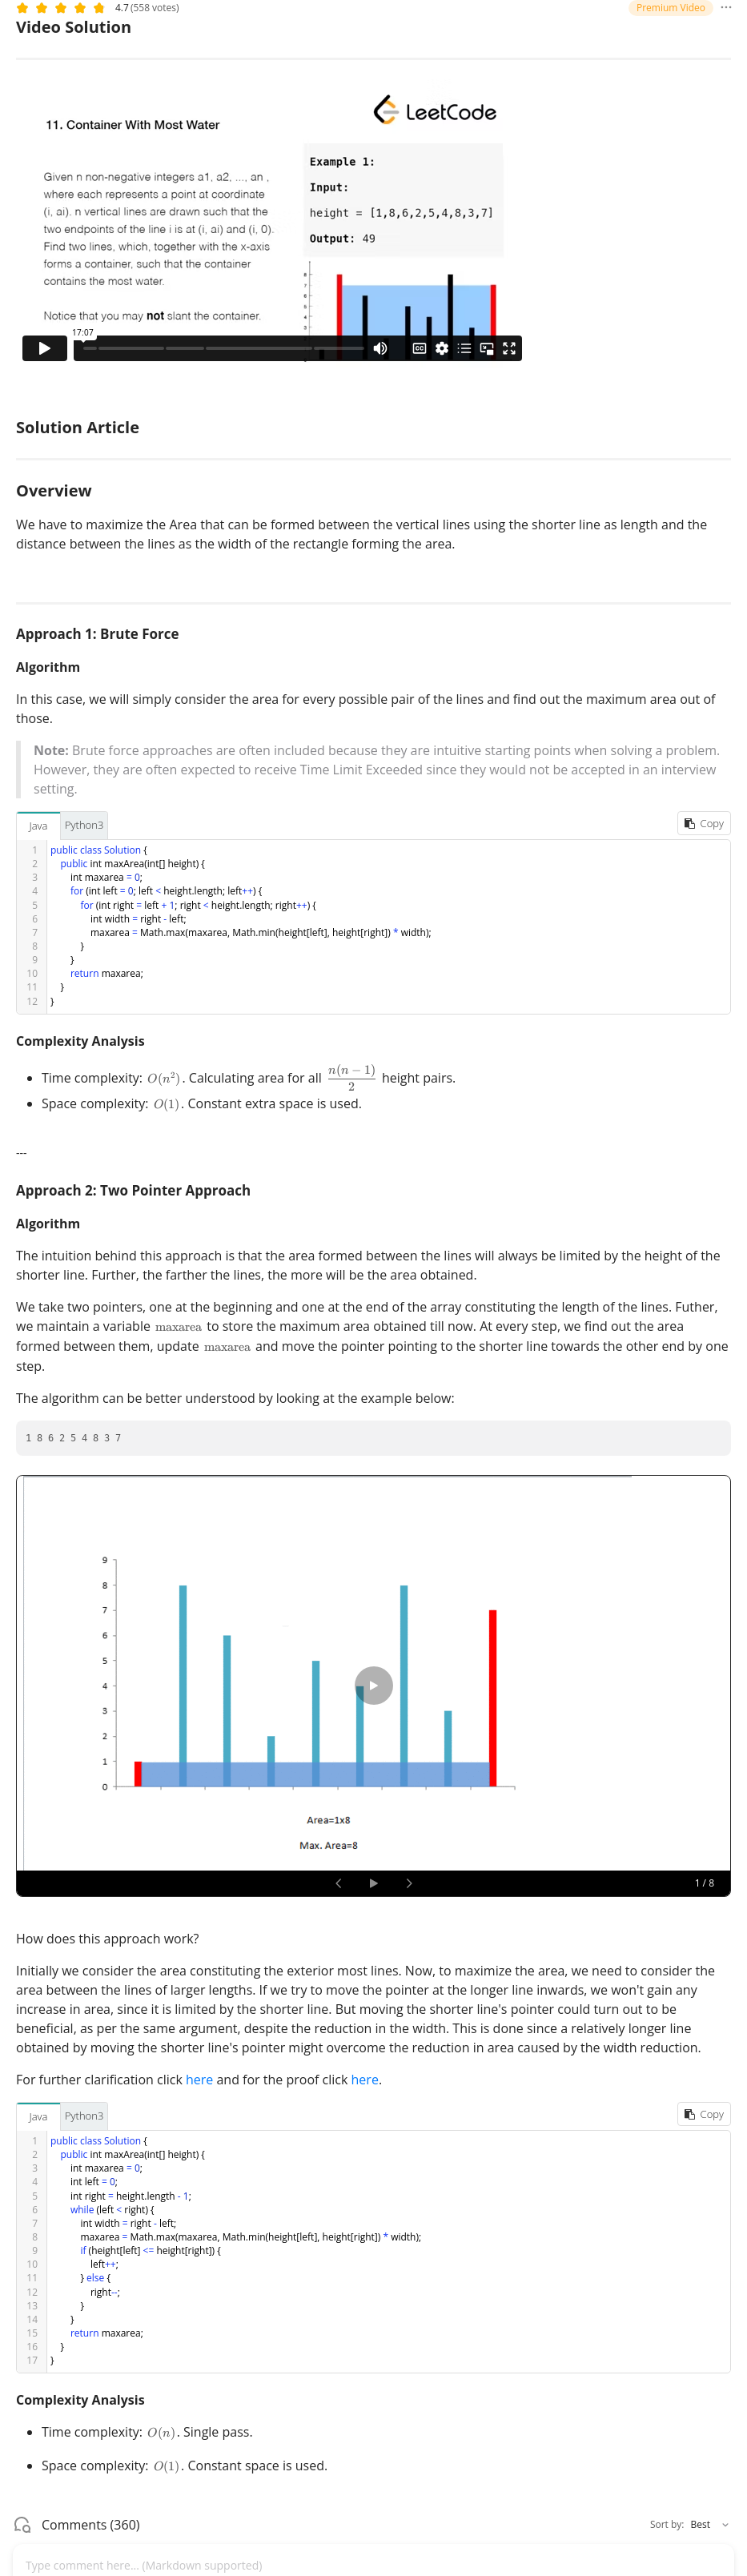 4.7 (558 votes)
Premium Video
Video Solution
11. Container With Most Water
LeetCode
Given n non-negative integers a1, a2, ..., an ,
where each represents a point at coordinate
(i, ai). n vertical lines are drawn such that the
two endpoints of the line i is at (i, ai) and (i, 0).
Find two lines, which, together with the x-axis
forms a container, such that the container
contains the most water.
Notice that you may not slant the container.
Example 1:
Input:
height = [1,8,6,2,5,4,8,3,7]
Output: 49
8
7
6
5
4
3
17:07
CC
Solution Article
Overview
We have to maximize the Area that can be formed between the vertical lines using the shorter line as length and the
distance between the lines as the width of the rectangle forming the area.
Approach 1: Brute Force
Algorithm
In this case, we will simply consider the area for every possible pair of the lines and find out the maximum area out of
those.
Note: Brute force approaches are often included because they are intuitive starting points when solving a problem.
However, they are often expected to receive Time Limit Exceeded since they would not be accepted in an interview
setting.
Java Python3
Copy
1 public class Solution {
2 public int maxArea(int[] height) {
3 int maxarea = 0;
4 for (int left = 0; left < height.length; left++) {
5 for (int right = left + 1; right < height.length; right++) {
6 int width = right - left;
7 maxarea = Math.max(maxarea, Math.min(height[left], height[right]) * width);
8 }
9 }
10 return maxarea;
11 }
12 }
Complexity Analysis
• Time complexity: O(n²). Calculating area for all n(n − 1)/2 height pairs.
• Space complexity: O(1). Constant extra space is used.
---
Approach 2: Two Pointer Approach
Algorithm
The intuition behind this approach is that the area formed between the lines will always be limited by the height of the
shorter line. Further, the farther the lines, the more will be the area obtained.
We take two pointers, one at the beginning and one at the end of the array constituting the length of the lines. Futher,
we maintain a variable maxarea to store the maximum area obtained till now. At every step, we find out the area
formed between them, update maxarea and move the pointer pointing to the shorter line towards the other end by one
step.
The algorithm can be better understood by looking at the example below:
1 8 6 2 5 4 8 3 7
9
8
7
6
5
4
3
2
1
0
Area=1x8
Max. Area=8
1 / 8
How does this approach work?
Initially we consider the area constituting the exterior most lines. Now, to maximize the area, we need to consider the
area between the lines of larger lengths. If we try to move the pointer at the longer line inwards, we won't gain any
increase in area, since it is limited by the shorter line. But moving the shorter line's pointer could turn out to be
beneficial, as per the same argument, despite the reduction in the width. This is done since a relatively longer line
obtained by moving the shorter line's pointer might overcome the reduction in area caused by the width reduction.
For further clarification click here and for the proof click here.
Java Python3
Copy
1 public class Solution {
2 public int maxArea(int[] height) {
3 int maxarea = 0;
4 int left = 0;
5 int right = height.length - 1;
6 while (left < right) {
7 int width = right - left;
8 maxarea = Math.max(maxarea, Math.min(height[left], height[right]) * width);
9 if (height[left] <= height[right]) {
10 left++;
11 } else {
12 right--;
13 }
14 }
15 return maxarea;
16 }
17 }
Complexity Analysis
• Time complexity: O(n). Single pass.
• Space complexity: O(1). Constant space is used.
Comments (360)
Sort by: Best
Type comment here... (Markdown supported)